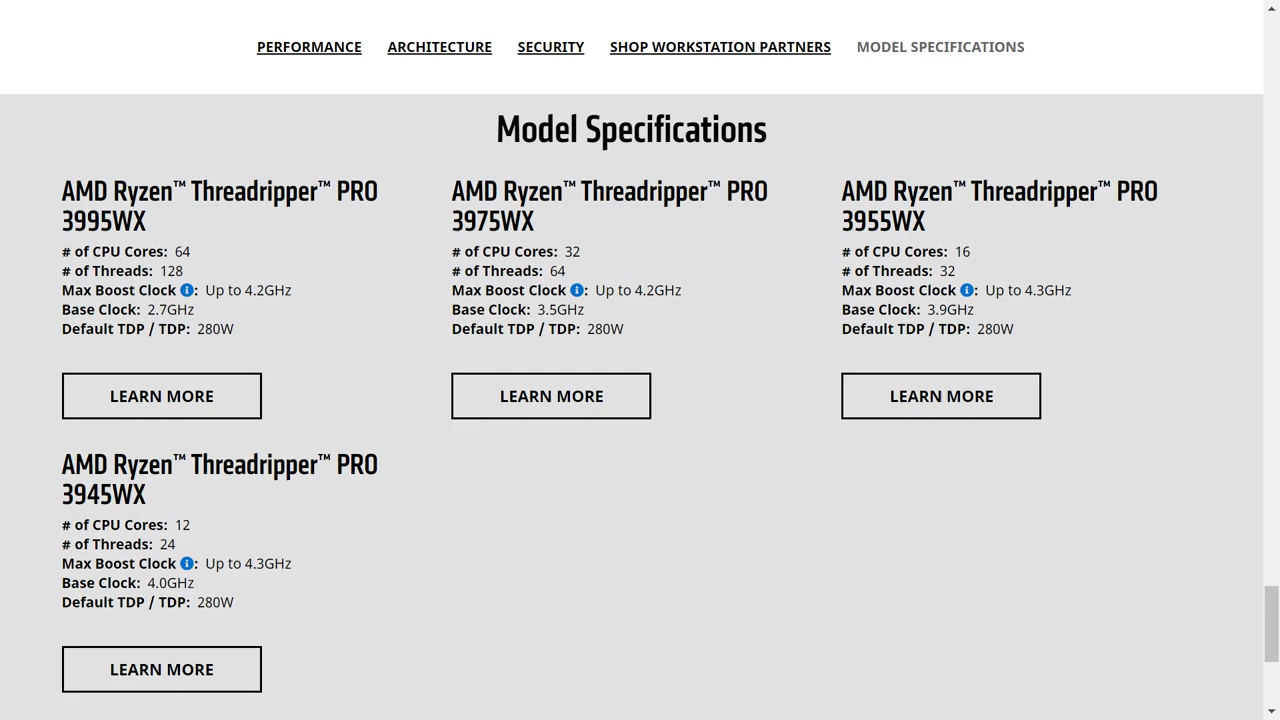 PERFORMANCE ARCHITECTURE SECURITY SHOP WORKSTATION PARTNERS MODEL SPECIFICATIONS
Model Specifications
AMD Ryzen™ Threadripper™ PRO
3995WX
# of CPU Cores: 64
# of Threads: 128
Max Boost Clock i: Up to 4.2GHz
Base Clock: 2.7GHz
Default TDP / TDP: 280W
LEARN MORE
AMD Ryzen™ Threadripper™ PRO
3975WX
# of CPU Cores: 32
# of Threads: 64
Max Boost Clock i: Up to 4.2GHz
Base Clock: 3.5GHz
Default TDP / TDP: 280W
LEARN MORE
AMD Ryzen™ Threadripper™ PRO
3955WX
# of CPU Cores: 16
# of Threads: 32
Max Boost Clock i: Up to 4.3GHz
Base Clock: 3.9GHz
Default TDP / TDP: 280W
LEARN MORE
AMD Ryzen™ Threadripper™ PRO
3945WX
# of CPU Cores: 12
# of Threads: 24
Max Boost Clock i: Up to 4.3GHz
Base Clock: 4.0GHz
Default TDP / TDP: 280W
LEARN MORE